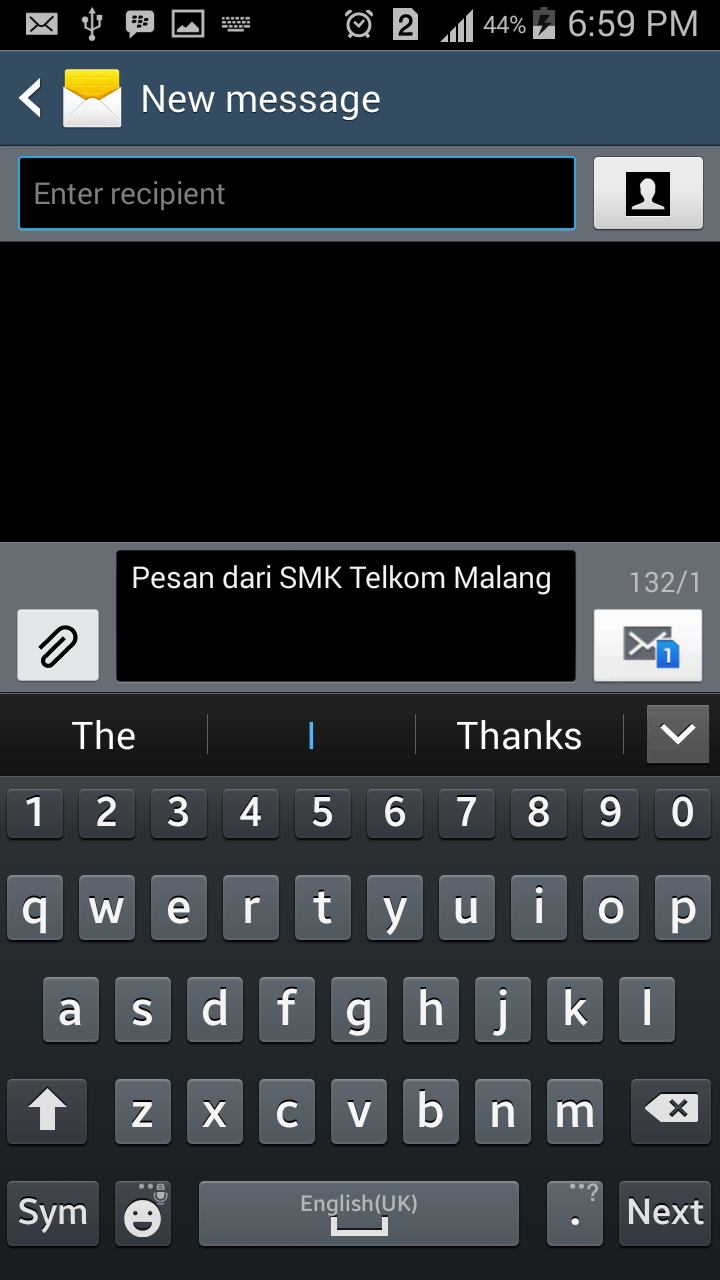 2 44% 6:59 PM
New message
Enter recipient
Pesan dari SMK Telkom Malang
132/1
1
The I Thanks
1 2 3 4 5 6 7 8 9 0
q w e r t y u i o p
a s d f g h j k l
z x c v b n m
Sym English(UK) . ? Next